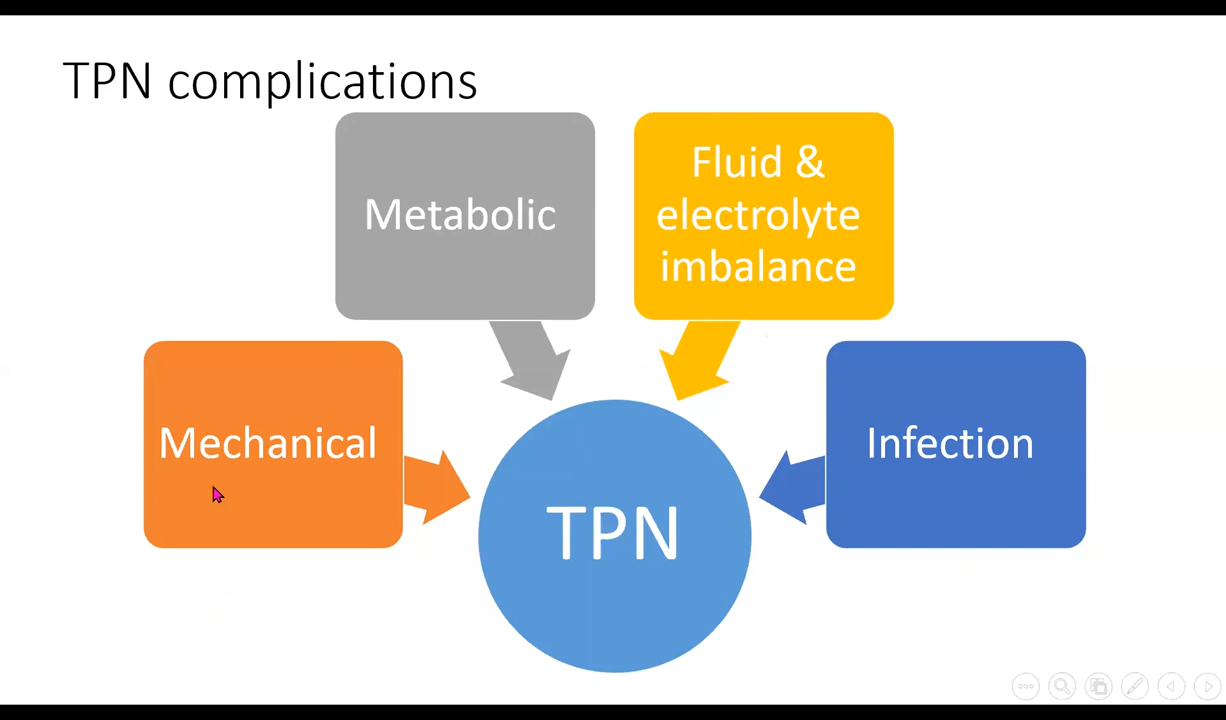 TPN complications
Metabolic
Fluid &
electrolyte
imbalance
Mechanical
Infection
TPN